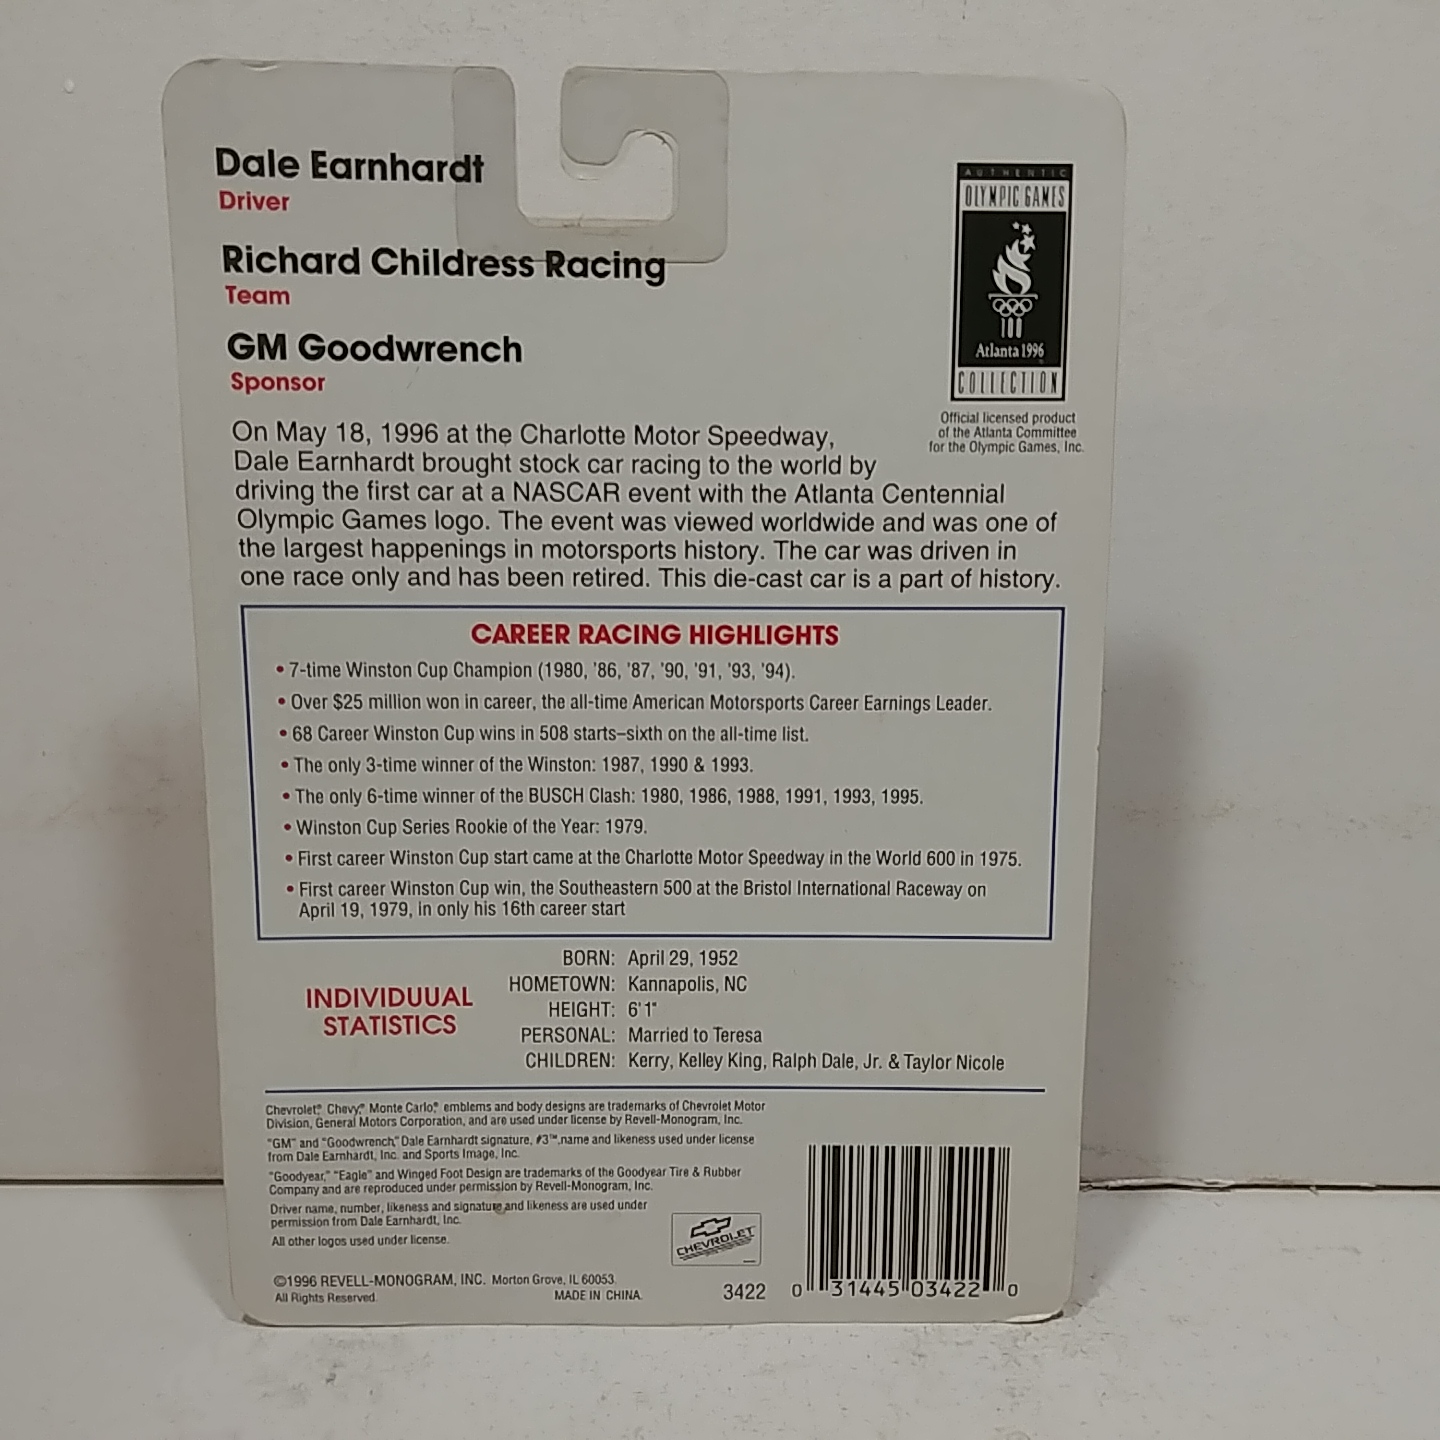 Dale Earnhardt
Driver
Richard Childress Racing
Team
GM Goodwrench
Sponsor
AUTHENTIC
OLYMPIC GAMES
100
Atlanta 1996
COLLECTION
Official licensed product
of the Atlanta Committee
for the Olympic Games, Inc.
On May 18, 1996 at the Charlotte Motor Speedway,
Dale Earnhardt brought stock car racing to the world by
driving the first car at a NASCAR event with the Atlanta Centennial
Olympic Games logo. The event was viewed worldwide and was one of
the largest happenings in motorsports history. The car was driven in
one race only and has been retired. This die-cast car is a part of history.
CAREER RACING HIGHLIGHTS
• 7-time Winston Cup Champion (1980, '86, '87, '90, '91, '93, '94).
• Over $25 million won in career, the all-time American Motorsports Career Earnings Leader.
• 68 Career Winston Cup wins in 508 starts–sixth on the all-time list.
• The only 3-time winner of the Winston: 1987, 1990 & 1993.
• The only 6-time winner of the BUSCH Clash: 1980, 1986, 1988, 1991, 1993, 1995.
• Winston Cup Series Rookie of the Year: 1979.
• First career Winston Cup start came at the Charlotte Motor Speedway in the World 600 in 1975.
• First career Winston Cup win, the Southeastern 500 at the Bristol International Raceway on
April 19, 1979, in only his 16th career start
INDIVIDUUAL
STATISTICS
BORN: April 29, 1952
HOMETOWN: Kannapolis, NC
HEIGHT: 6'1"
PERSONAL: Married to Teresa
CHILDREN: Kerry, Kelley King, Ralph Dale, Jr. & Taylor Nicole
Chevrolet,® Chevy,® Monte Carlo,® emblems and body designs are trademarks of Chevrolet Motor
Division, General Motors Corporation, and are used under license by Revell-Monogram, Inc.
"GM" and "Goodwrench," Dale Earnhardt signature, #3™,name and likeness used under license
from Dale Earnhardt, Inc. and Sports Image, Inc.
"Goodyear," "Eagle" and Winged Foot Design are trademarks of the Goodyear Tire & Rubber
Company and are reproduced under permission by Revell-Monogram, Inc.
Driver name, number, likeness and signature and likeness are used under
permission from Dale Earnhardt, Inc.
All other logos used under license.
©1996 REVELL-MONOGRAM, INC. Morton Grove, IL 60053.
All Rights Reserved.
MADE IN CHINA.
CHEVROLET
3422
0 31445 03422 0